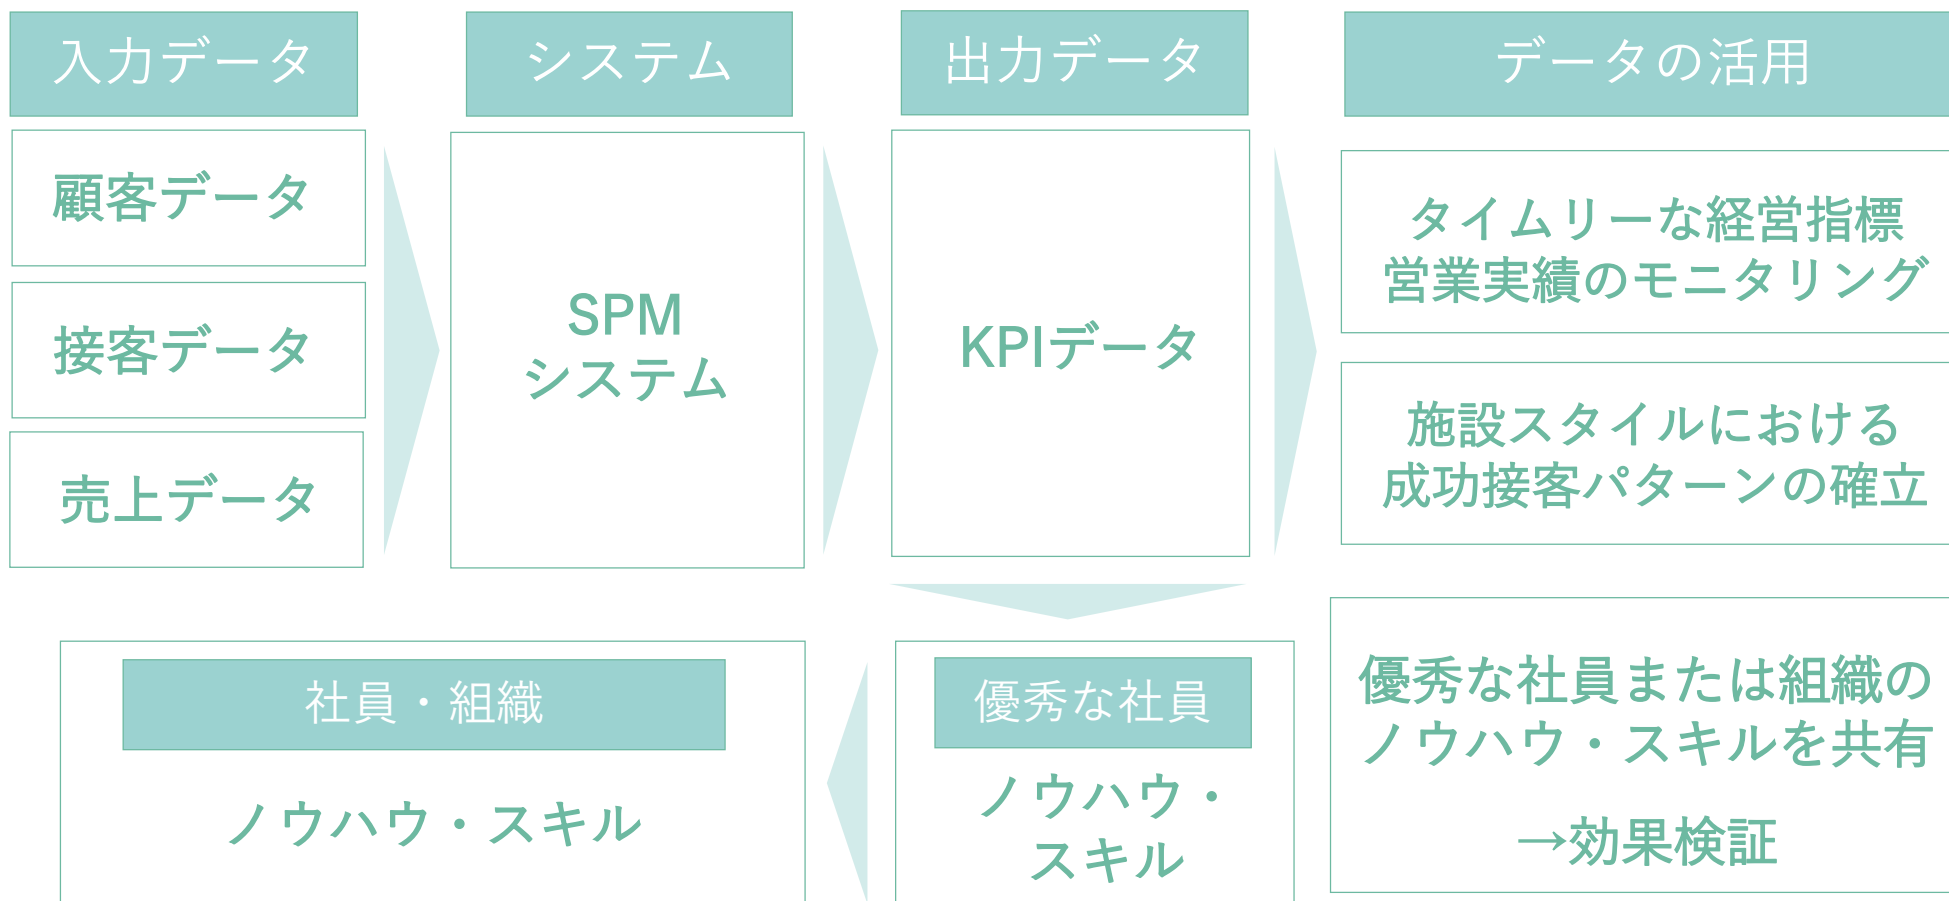 入力データ
システム
出力データ
データの活用
顧客データ
接客データ
売上データ
SPM
システム
KPIデータ
タイムリーな経営指標
営業実績のモニタリング
施設スタイルにおける
成功接客パターンの確立
社員・組織
ノウハウ・スキル
優秀な社員
ノウハウ・
スキル
優秀な社員または組織の
ノウハウ・スキルを共有
→効果検証